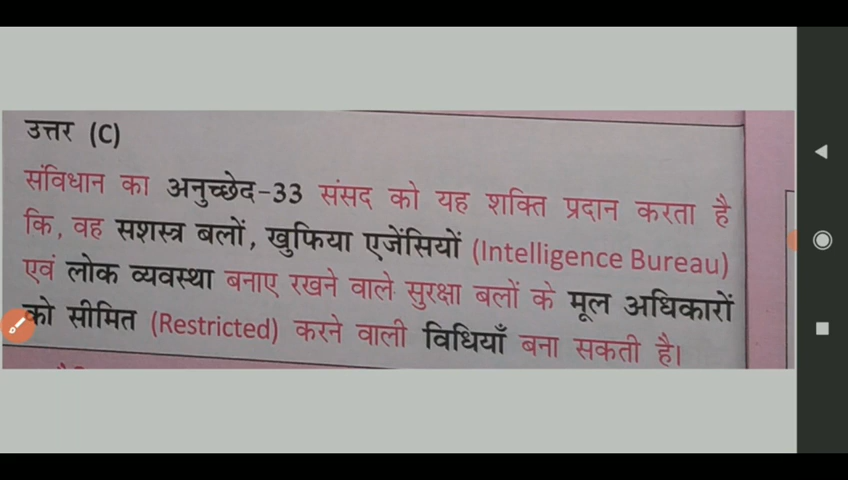 उत्तर (C)
संविधान का अनुच्छेद-33 संसद को यह शक्ति प्रदान करता है
कि, वह सशस्त्र बलों, खुफिया एजेंसियों (Intelligence Bureau)
एवं लोक व्यवस्था बनाए रखने वाले सुरक्षा बलों के मूल अधिकारों
को सीमित (Restricted) करने वाली विधियाँ बना सकती है।